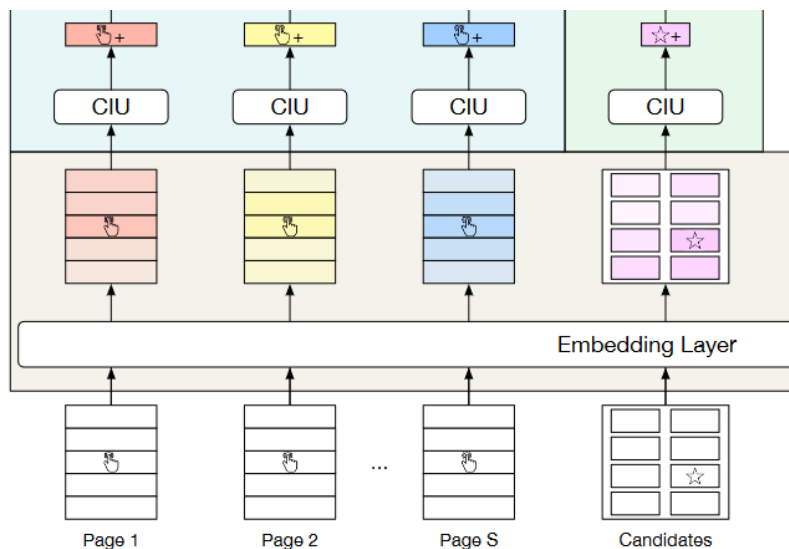 + + + +
CIU CIU CIU CIU
Embedding Layer
...
Page 1 Page 2 Page S Candidates